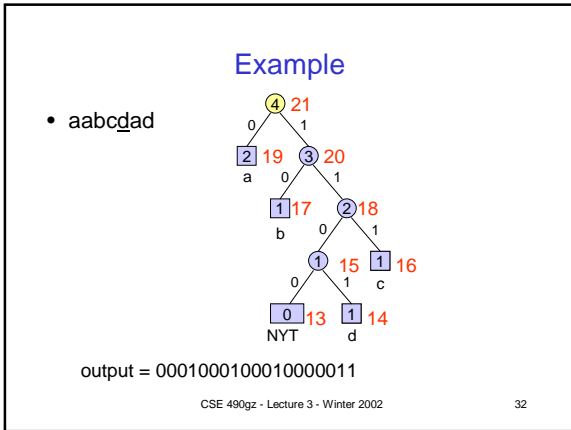 Example
• aabcdad
4 21
0 1
2 19 3 20
a 0 1
1 17 2 18
b 0 1
1 15 1 16
0 1 c
0 13 1 14
NYT d
output = 0001000100010000011
CSE 490gz - Lecture 3 - Winter 2002 32